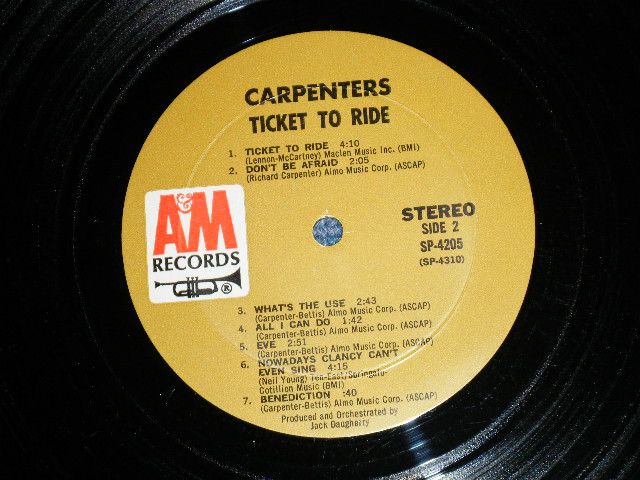 CARPENTERS
TICKET TO RIDE
1. TICKET TO RIDE 4:10
(Lennon-McCartney) Maclen Music Inc. (BMI)
2. DON'T BE AFRAID 2:05
(Richard Carpenter) Almo Music Corp. (ASCAP)
A&M
RECORDS
®
STEREO
SIDE 2
SP-4205
(SP-4310)
3. WHAT'S THE USE 2:43
(Carpenter-Bettis) Almo Music Corp. (ASCAP)
4. ALL I CAN DO 1:42
(Carpenter-Bettis) Almo Music Corp. (ASCAP)
5. EVE 2:51
(Carpenter-Bettis) Almo Music Corp. (ASCAP)
6. NOWADAYS CLANCY CAN'T
EVEN SING 4:15
(Neil Young) Ten-East/Springalo-
Cotillion Music (BMI)
7. BENEDICTION :40
(Carpenter-Bettis) Almo Music Corp. (ASCAP)
Produced and Orchestrated by
Jack Daugherty